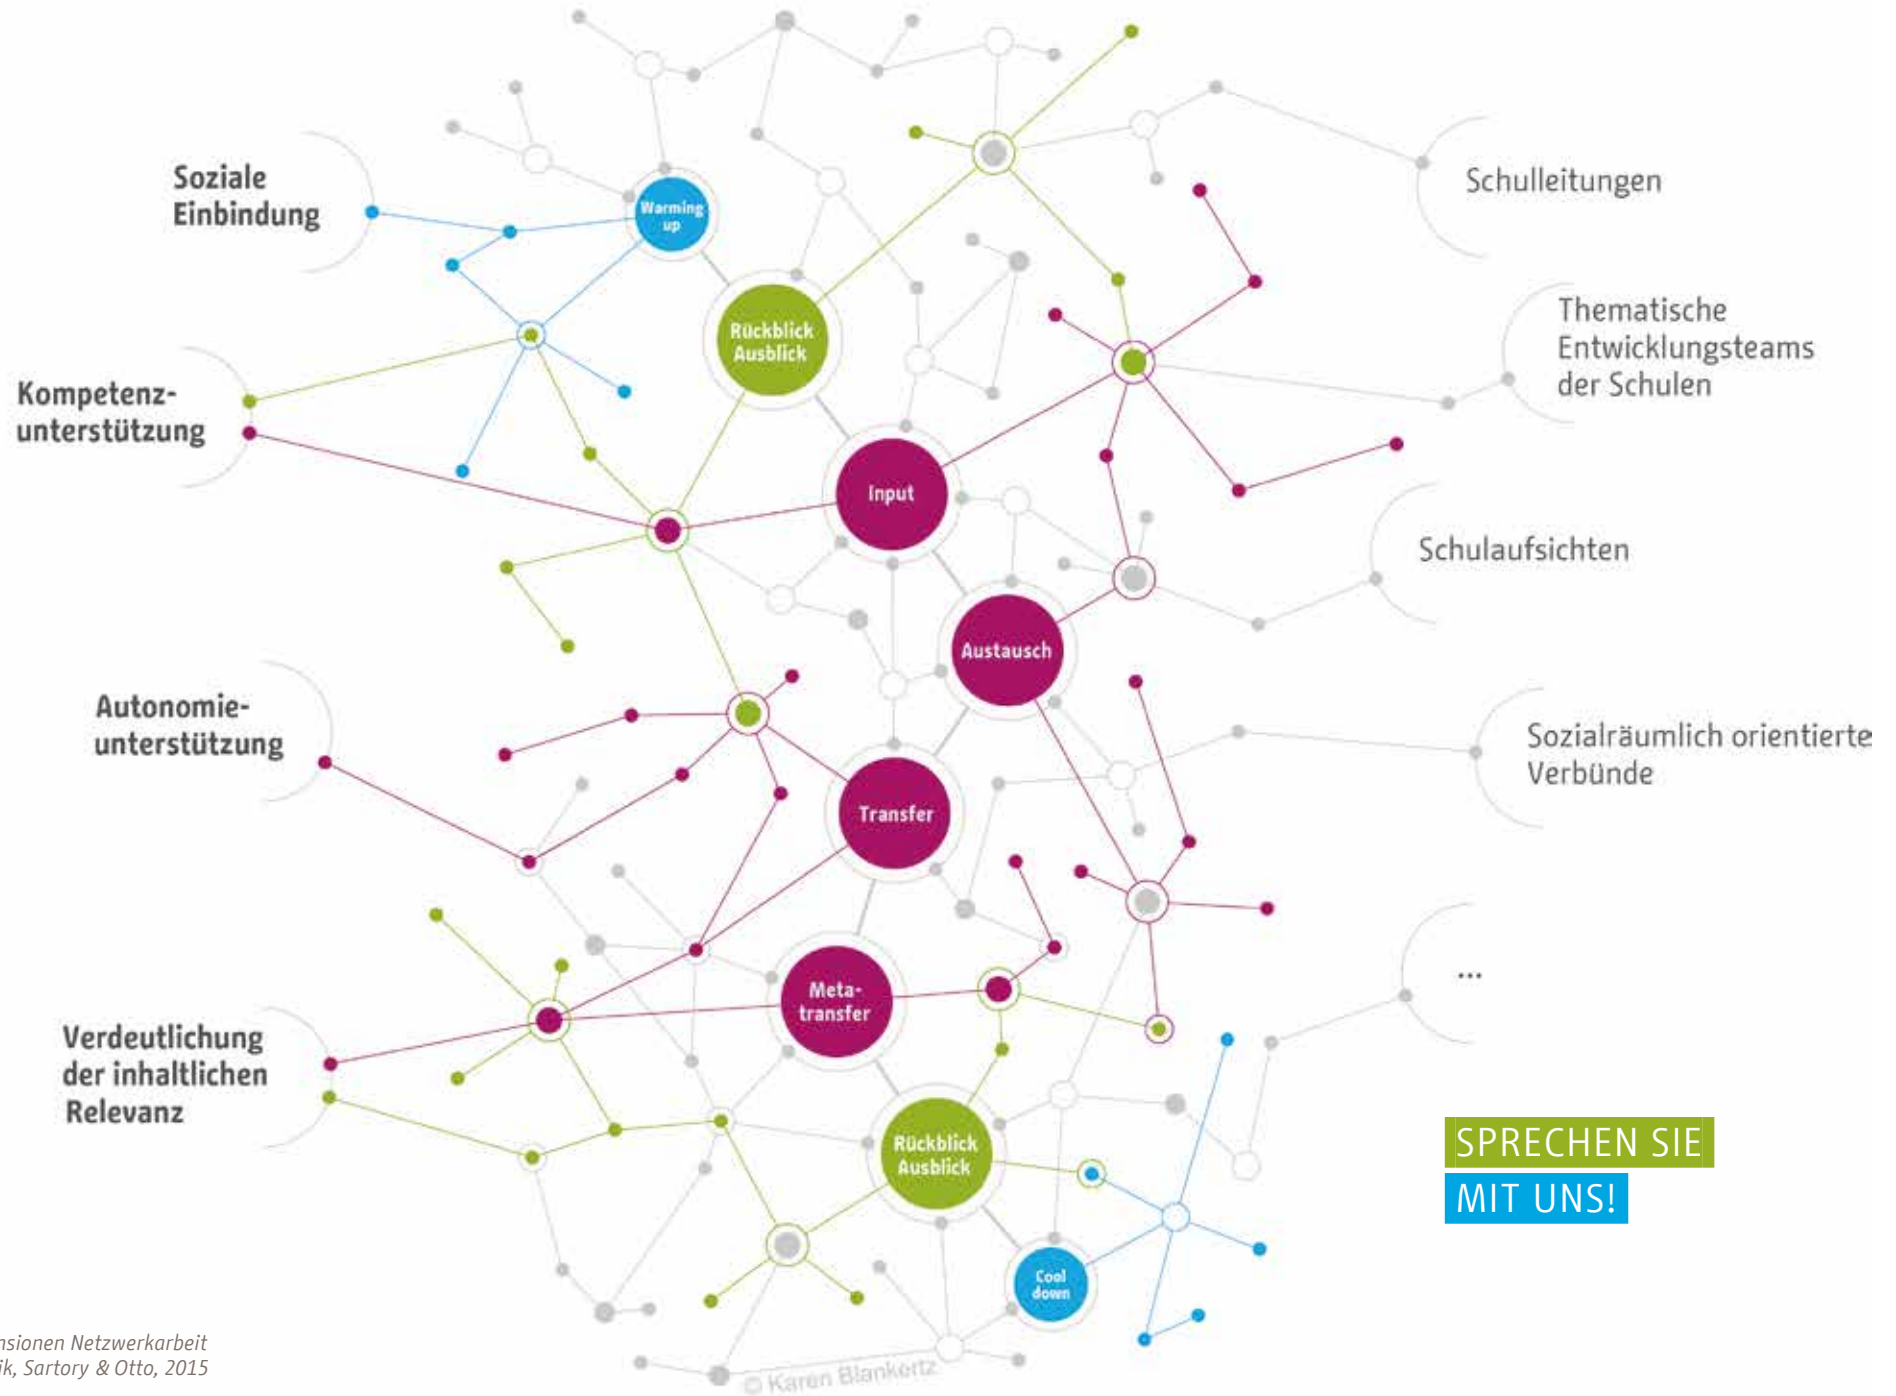 Soziale
Einbindung
Kompetenz-
unterstützung
Autonomie-
unterstützung
Verdeutlichung
der inhaltlichen
Relevanz
Warming
up
Rückblick
Ausblick
Input
Austausch
Transfer
Meta-
transfer
Rückblick
Ausblick
Cool
down
Schulleitungen
Thematische
Entwicklungsteams
der Schulen
Schulaufsichten
Sozialräumlich orientierte
Verbünde
...
SPRECHEN SIE
MIT UNS!
Netzwerkarbeit
Sartory & Otto, 2015
© Karen Blankertz